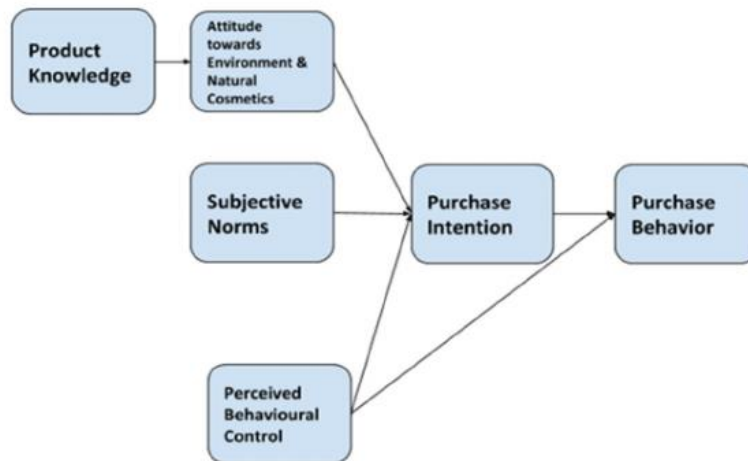 Product
Knowledge
Attitude
towards
Environment &
Natural
Cosmetics
Subjective
Norms
Purchase
Intention
Purchase
Behavior
Perceived
Behavioural
Control